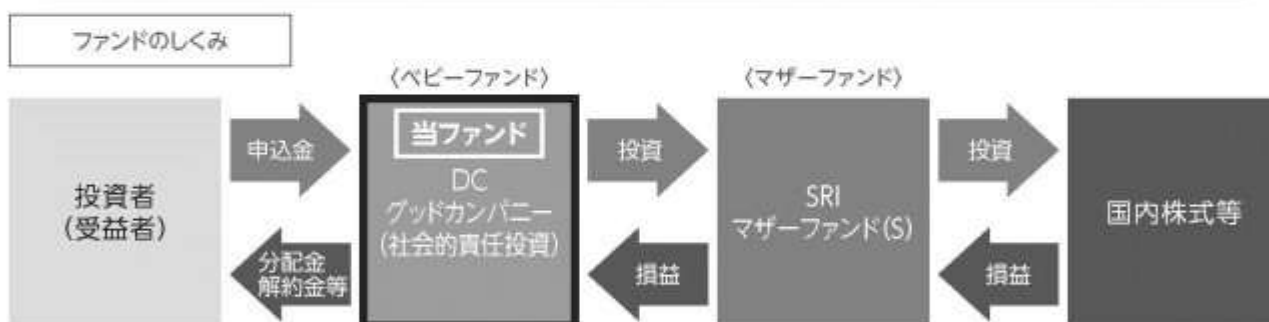 ファンドのしくみ
〈ベビーファンド〉
〈マザーファンド〉
投資者
(受益者)
申込金
分配金
解約金等
当ファンド
DC
グッドカンパニー
(社会的責任投資)
投資
損益
SRI
マザーファンド(S)
投資
損益
国内株式等